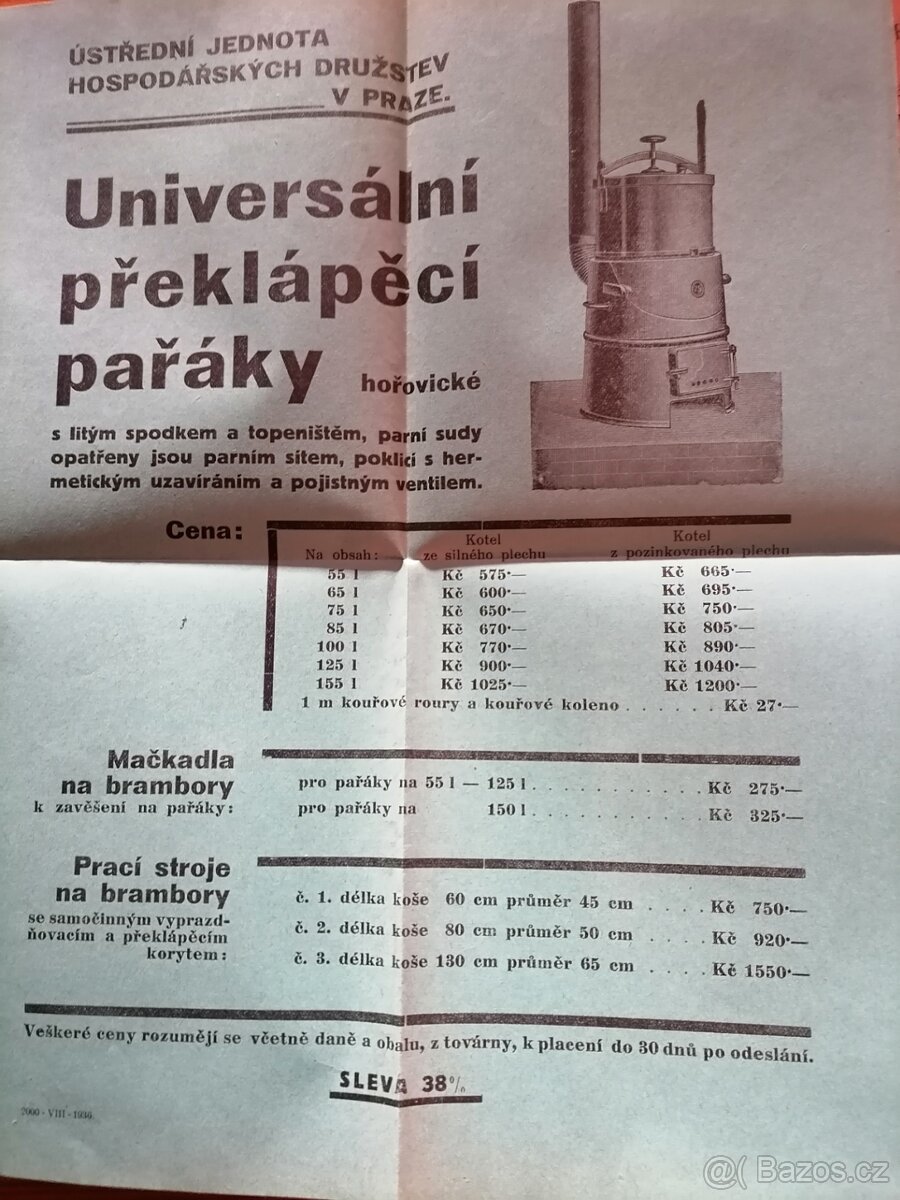 ÚSTŘEDNÍ JEDNOTA
HOSPODÁŘSKÝCH DRUŽSTEV
V PRAZE.
Universální
překlápěcí
pařáky hořovické
s litým spodkem a topeništěm, parní sudy
opatřeny jsou parním sítem, poklicí s her-
metickým uzavíráním a pojistným ventilem.
Cena:
Na obsah: Kotel ze silného plechu Kotel z pozinkovaného plechu
55 l Kč 575·— Kč 665·—
65 l Kč 600·— Kč 695·—
75 l Kč 650·— Kč 750·—
85 l Kč 670·— Kč 805·—
100 l Kč 770·— Kč 890·—
125 l Kč 900·— Kč 1040·—
155 l Kč 1025·— Kč 1200·—
1 m kouřové roury a kouřové koleno . . . . . . Kč 27·—
Mačkadla
na brambory
k zavěšení na pařáky:
pro pařáky na 55 l — 125 l . . . . . . . . . . . Kč 275·—
pro pařáky na 150 l . . . . . . . . . . . Kč 325·—
Prací stroje
na brambory
se samočinným vyprazd-
ňovacím a překlápěcím
korytem:
č. 1. délka koše 60 cm průměr 45 cm . . . . Kč 750·—
č. 2. délka koše 80 cm průměr 50 cm . . . . Kč 920·—
č. 3. délka koše 130 cm průměr 65 cm . . . . Kč 1550·—
Veškeré ceny rozumějí se včetně daně a obalu, z továrny, k placení do 30 dnů po odeslání.
SLEVA 38%
2000 - VIII - 1936.
@( Bazos.cz